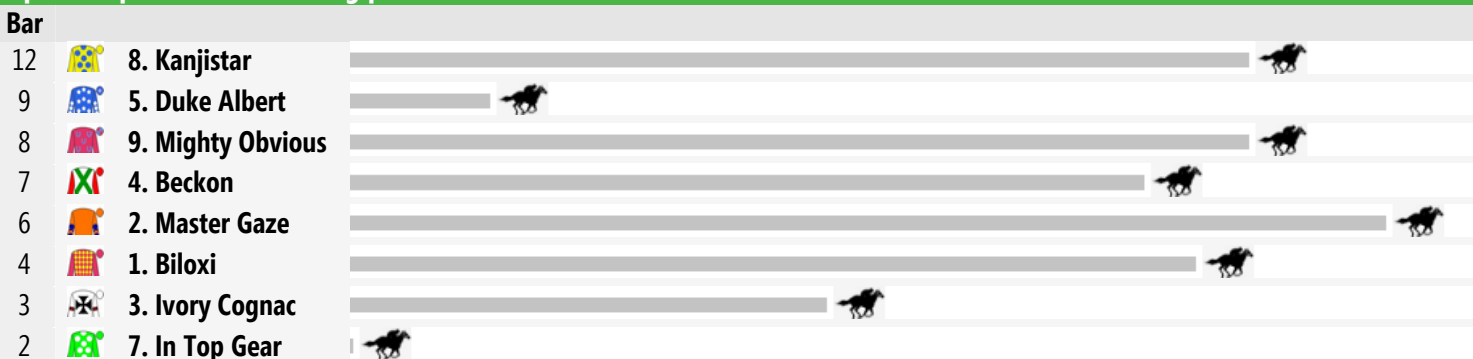 Bar
12 8. Kanjistar
9 5. Duke Albert
8 9. Mighty Obvious
7 4. Beckon
6 2. Master Gaze
4 1. Biloxi
3 3. Ivory Cognac
2 7. In Top Gear